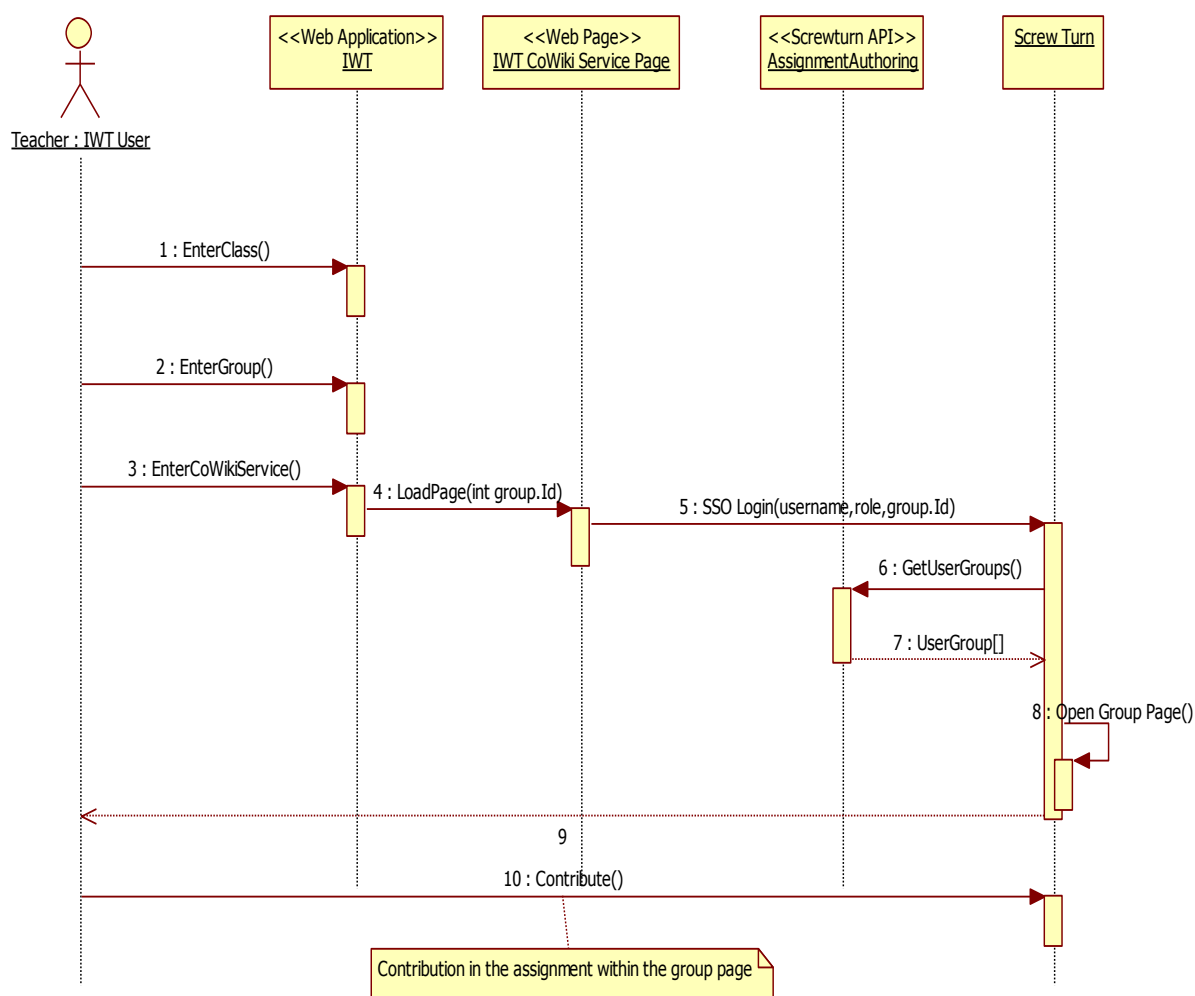 <<Web Application>>
IWT
<<Web Page>>
IWT CoWiki Service Page
<<Screwturn API>>
AssignmentAuthoring
Screw Turn
Teacher : IWT User
1 : EnterClass()
2 : EnterGroup()
3 : EnterCoWikiService()
4 : LoadPage(int group.Id)
5 : SSO Login(username,role,group.Id)
6 : GetUserGroups()
7 : UserGroup[]
8 : Open Group Page()
9
10 : Contribute()
Contribution in the assignment within the group page